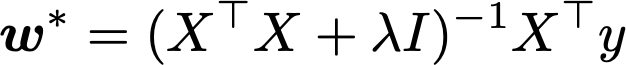 𝒘* = (X⊤X + λI)⁻¹X⊤y